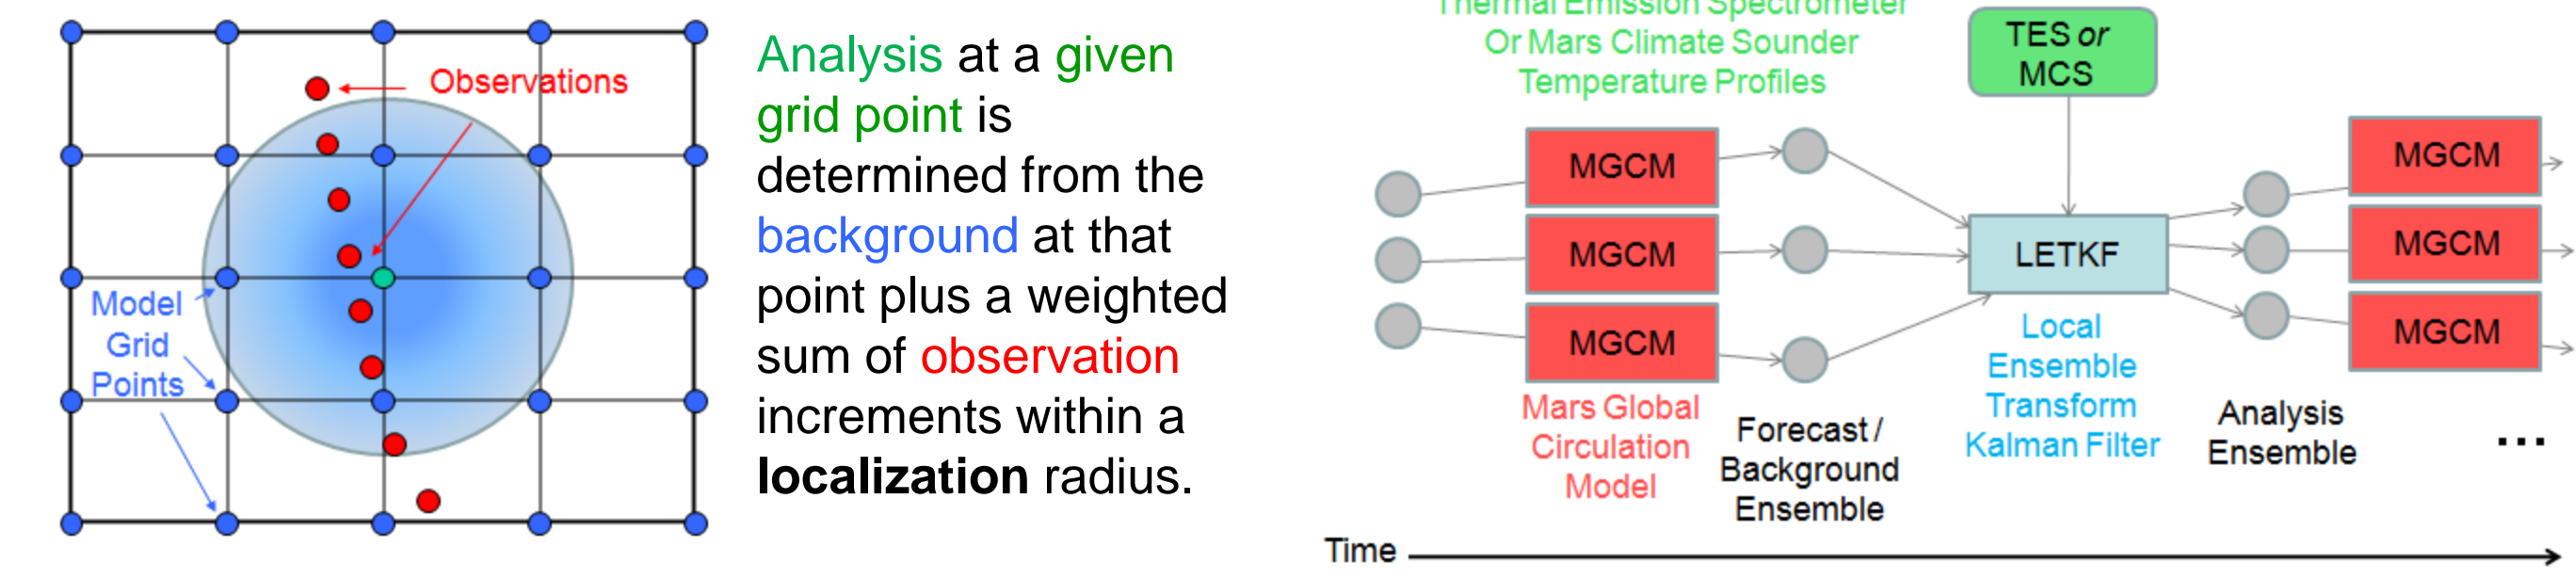 Observations
Model
Grid
Points
Analysis at a given
grid point is
determined from the
background at that
point plus a weighted
sum of observation
increments within a
localization radius.
Thermal Emission Spectrometer
Or Mars Climate Sounder
Temperature Profiles
TES or
MCS
MGCM
MGCM
MGCM
Mars Global
Circulation
Model
Forecast /
Background
Ensemble
LETKF
Local
Ensemble
Transform
Kalman Filter
Analysis
Ensemble
MGCM
MGCM
MGCM
...
Time